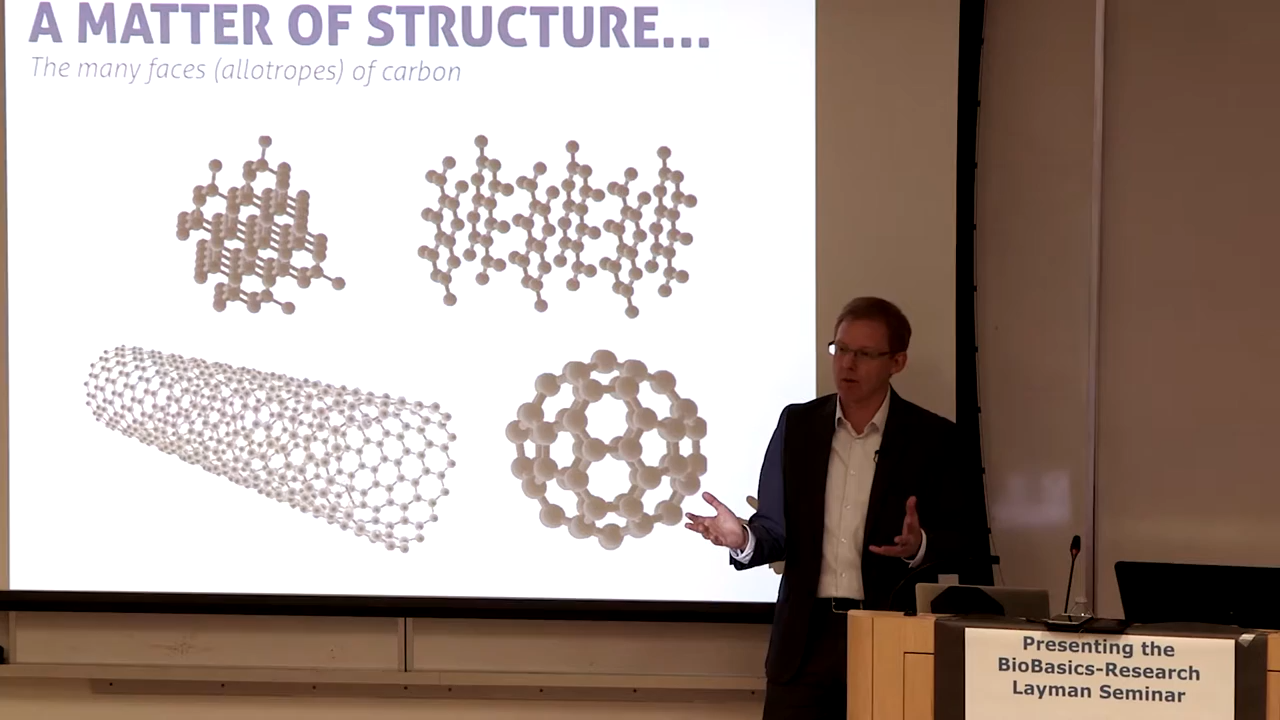 A MATTER OF STRUCTURE...
The many faces (allotropes) of carbon
Presenting the
BioBasics-Research
Layman Seminar